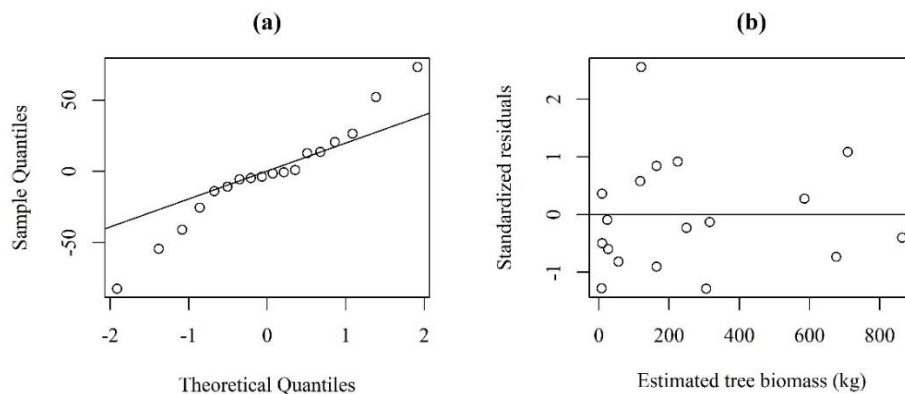 (a)
Sample Quantiles
50
0
-50
-2
-1
0
1
2
Theoretical Quantiles
(b)
Standardized residuals
2
1
0
-1
0
200
400
600
800
Estimated tree biomass (kg)